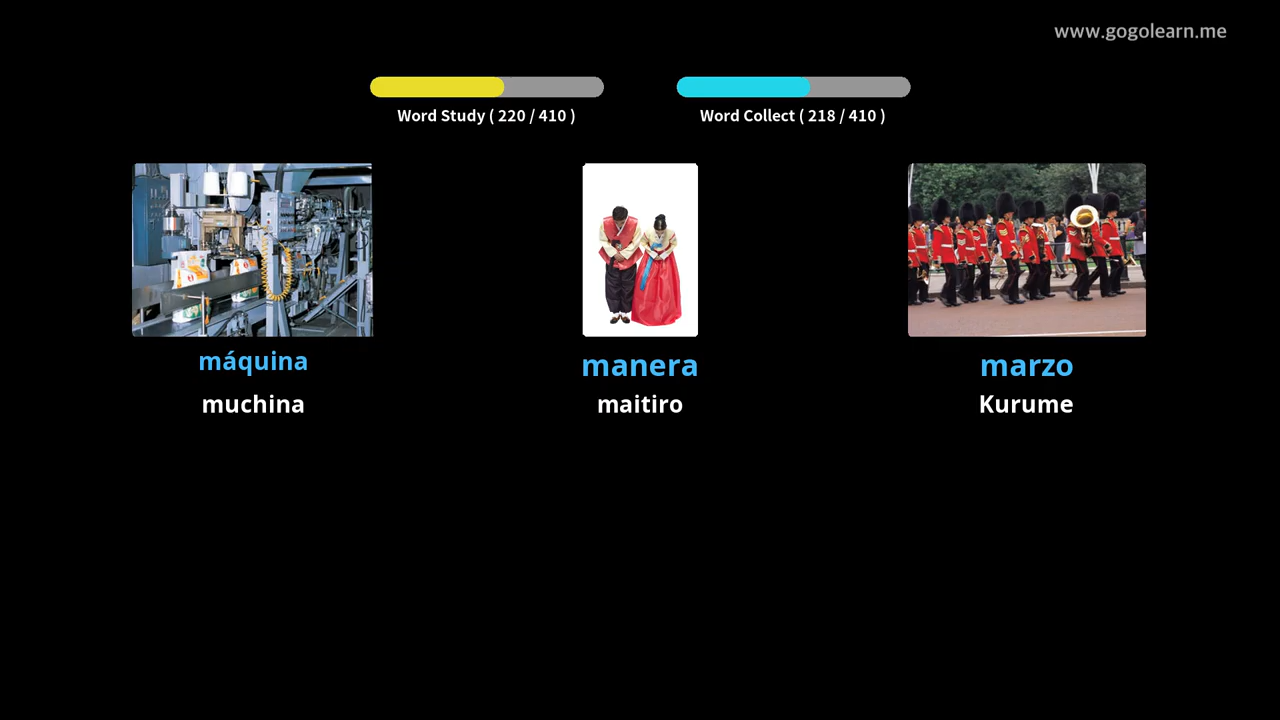 www.gogolearn.me
Word Study ( 220 / 410 )
Word Collect ( 218 / 410 )
máquina
muchina
manera
maitiro
marzo
Kurume